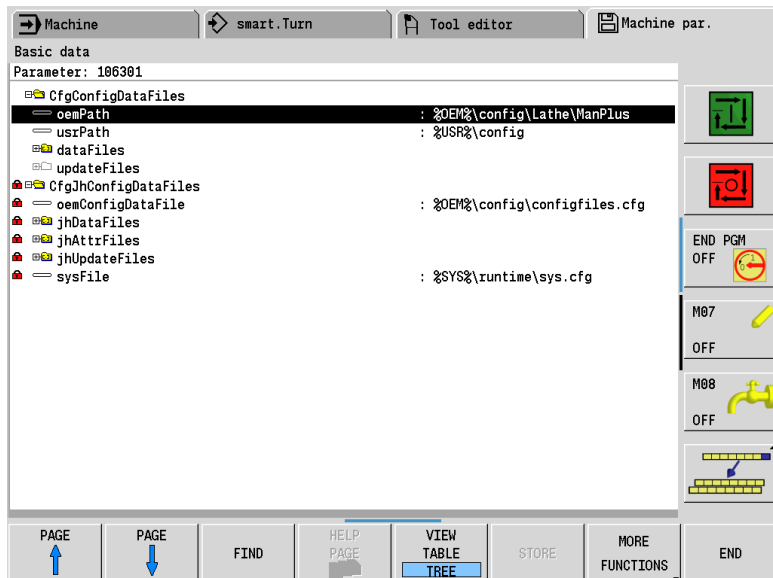 Machine
smart.Turn
Tool editor
Machine par.
Basic data
Parameter: 106301
CfgConfigDataFiles
oemPath : %OEM%\config\Lathe\ManPlus
usrPath : %USR%\config
dataFiles
updateFiles
CfgJhConfigDataFiles
oemConfigDataFile : %OEM%\config\configfiles.cfg
jhDataFiles
jhAttrFiles
jhUpdateFiles
sysFile : %SYS%\runtime\sys.cfg
END PGM
OFF
M07
OFF
M08
OFF
PAGE
PAGE
FIND
HELP
PAGE
VIEW
TABLE
TREE
STORE
MORE
FUNCTIONS
END